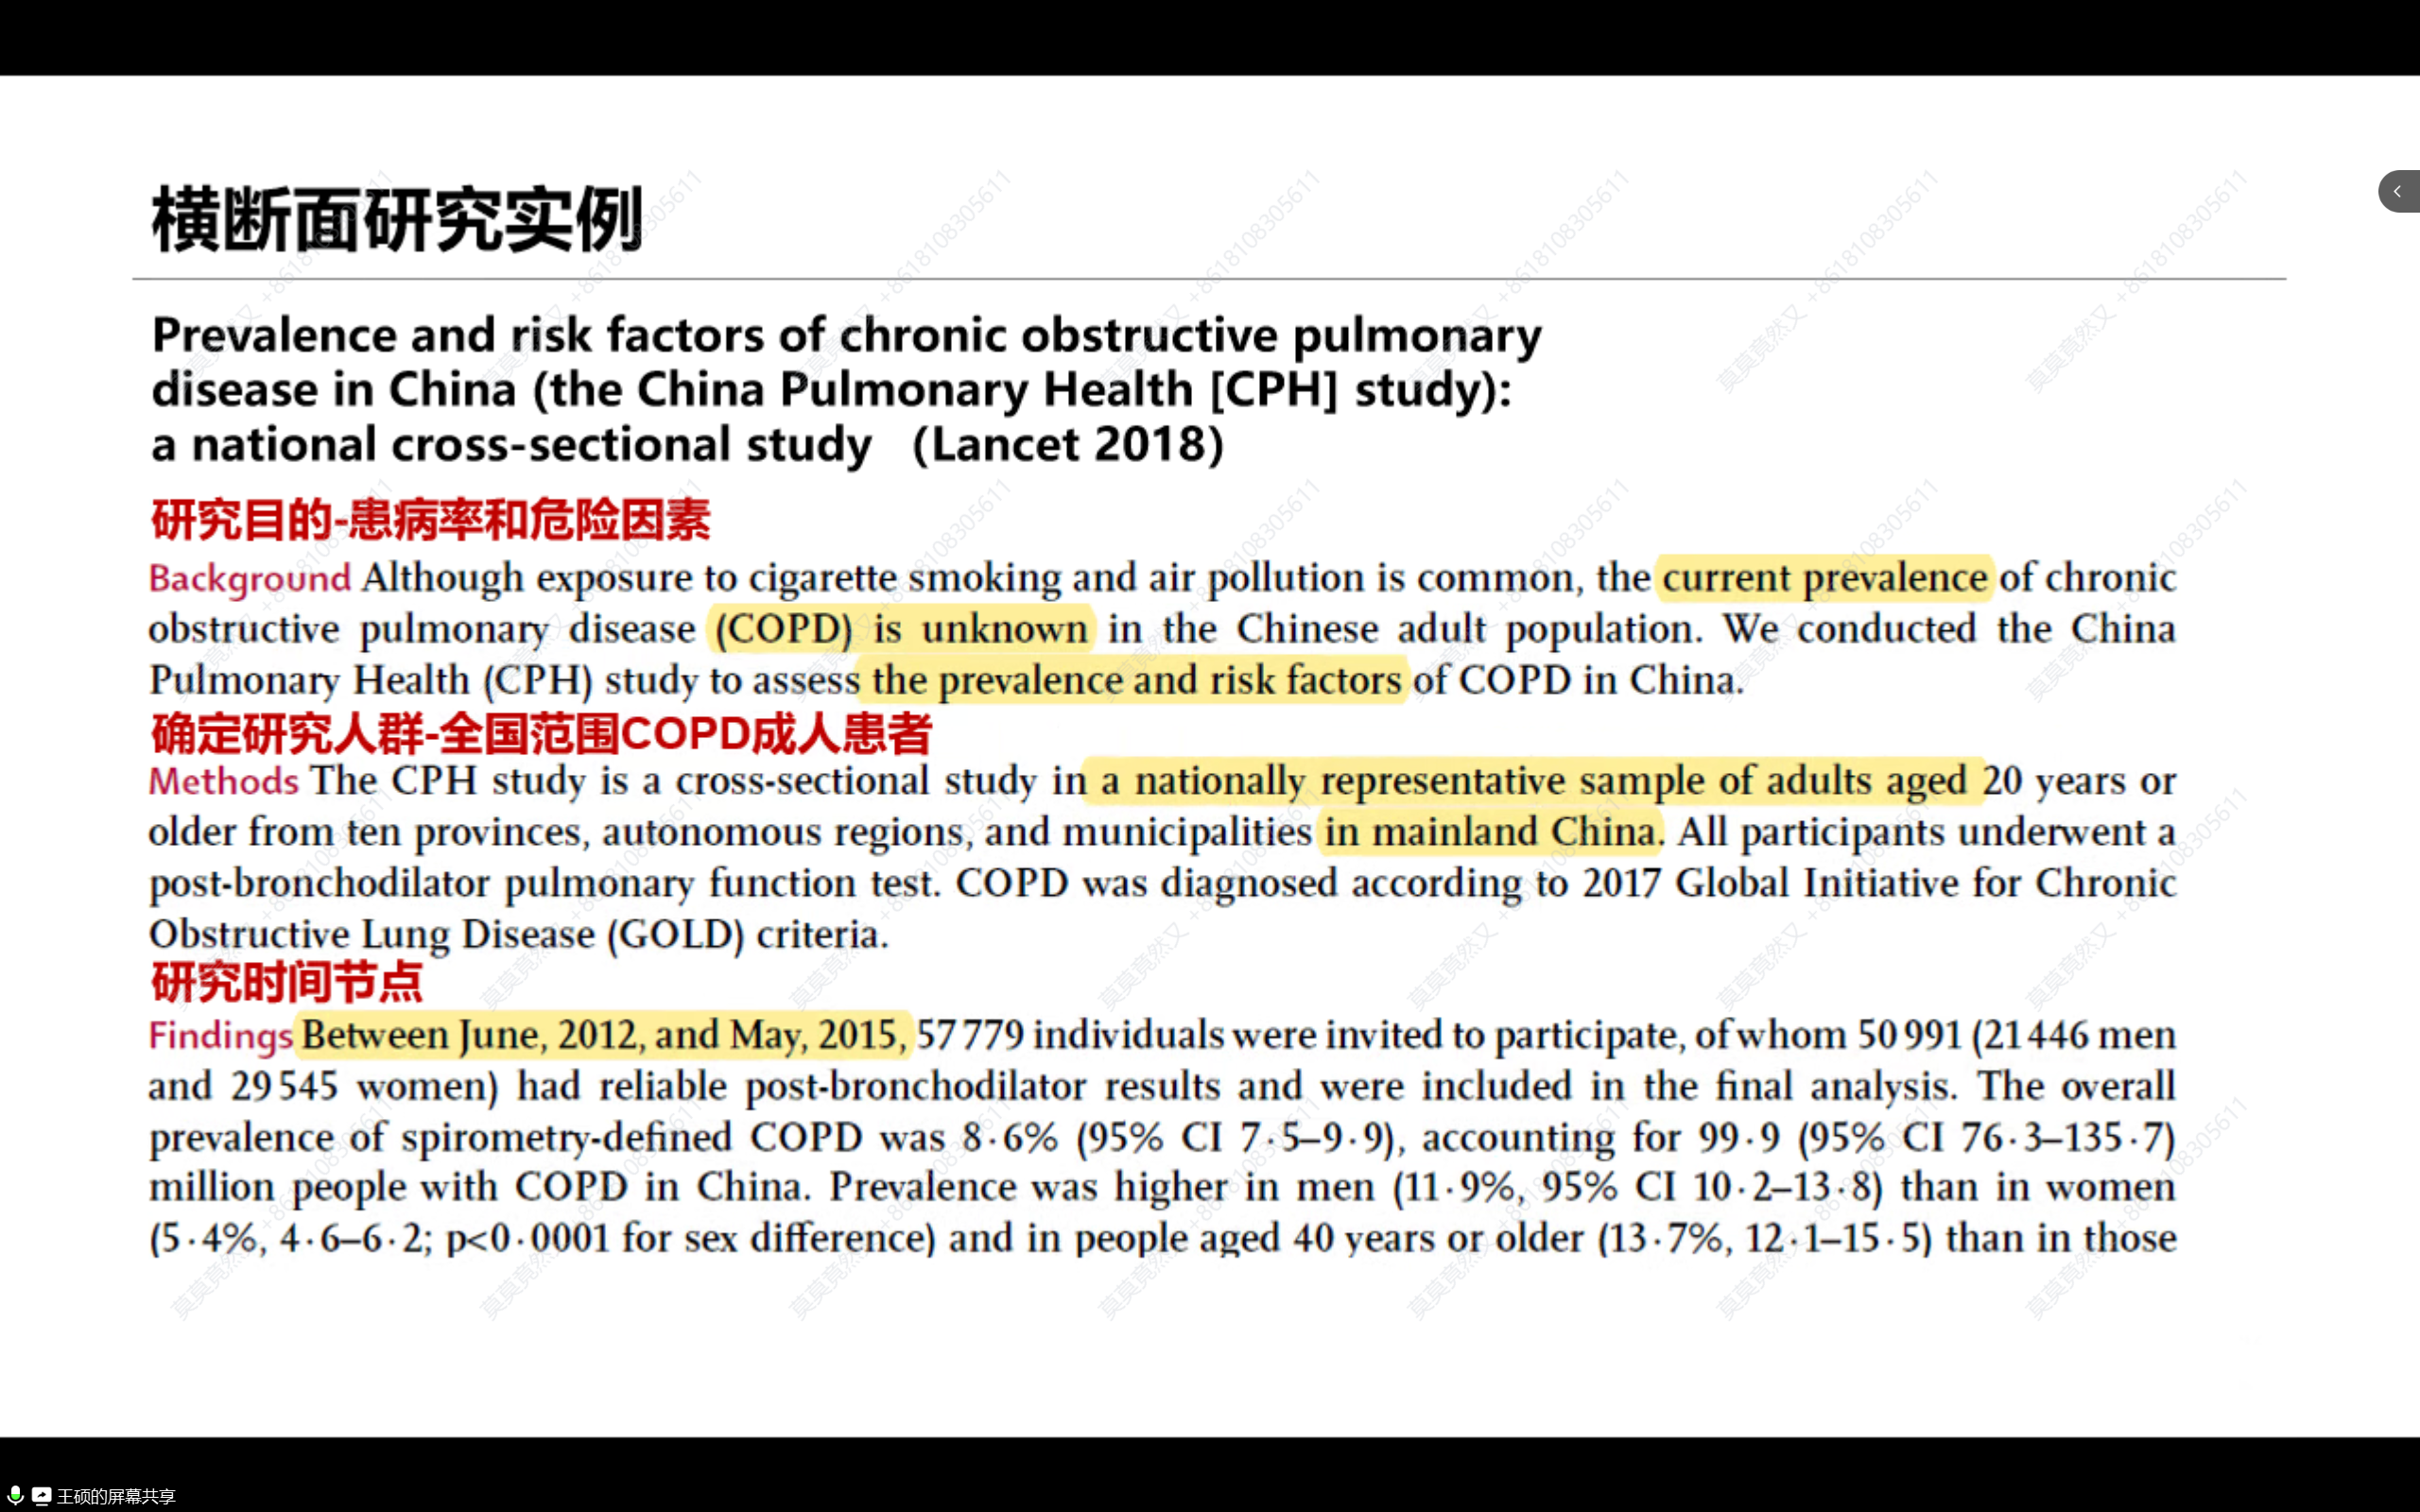 横断面研究实例
Prevalence and risk factors of chronic obstructive pulmonary
disease in China (the China Pulmonary Health [CPH] study):
a national cross-sectional study （Lancet 2018）
研究目的-患病率和危险因素
Background Although exposure to cigarette smoking and air pollution is common, the current prevalence of chronic
obstructive pulmonary disease (COPD) is unknown in the Chinese adult population. We conducted the China
Pulmonary Health (CPH) study to assess the prevalence and risk factors of COPD in China.
确定研究人群-全国范围COPD成人患者
Methods The CPH study is a cross-sectional study in a nationally representative sample of adults aged 20 years or
older from ten provinces, autonomous regions, and municipalities in mainland China. All participants underwent a
post-bronchodilator pulmonary function test. COPD was diagnosed according to 2017 Global Initiative for Chronic
Obstructive Lung Disease (GOLD) criteria.
研究时间节点
Findings Between June, 2012, and May, 2015, 57 779 individuals were invited to participate, of whom 50 991 (21 446 men
and 29 545 women) had reliable post-bronchodilator results and were included in the final analysis. The overall
prevalence of spirometry-defined COPD was 8·6% (95% CI 7·5–9·9), accounting for 99·9 (95% CI 76·3–135·7)
million people with COPD in China. Prevalence was higher in men (11·9%, 95% CI 10·2–13·8) than in women
(5·4%, 4·6–6·2; p<0·0001 for sex difference) and in people aged 40 years or older (13·7%, 12·1–15·5) than in those
王硕的屏幕共享